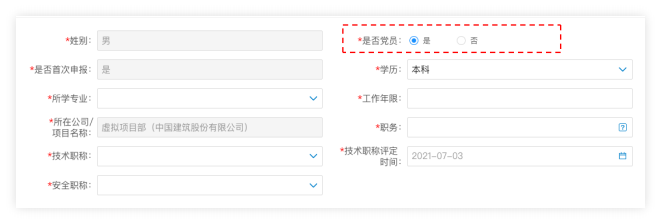 *姓别： 男 *是否党员： 是 否
*是否首次申报： 是 *学历： 本科
*所学专业： *工作年限：
*所在公司/项目名称： 虚拟项目部（中国建筑股份有限公司） *职务：
*技术职称： *技术职称评定时间： 2021-07-03
*安全职称：